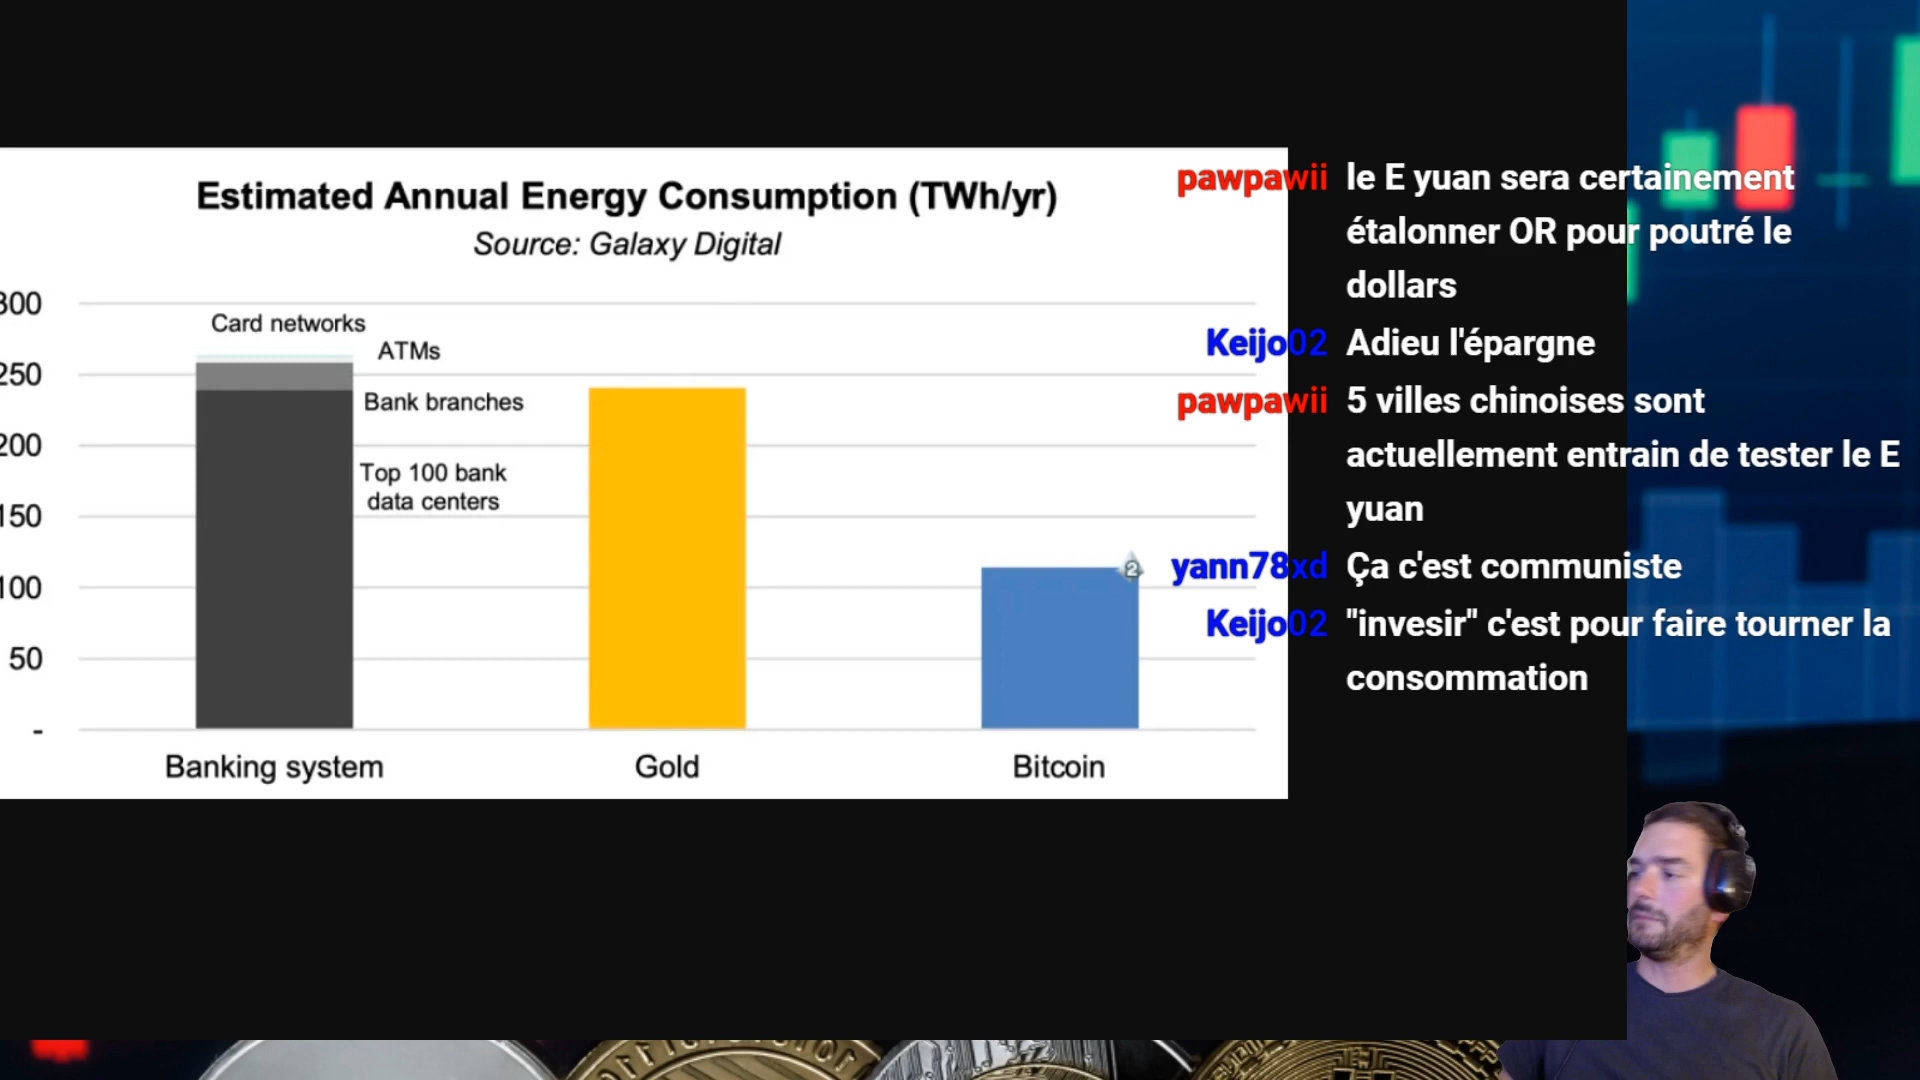 Estimated Annual Energy Consumption (TWh/yr)
Source: Galaxy Digital
300
Card networks
ATMs
250
Bank branches
200
Top 100 bank
data centers
150
100
2
50
-
Banking system
Gold
Bitcoin
pawpawii le E yuan sera certainement
étalonner OR pour poutré le
dollars
Keijo02 Adieu l'épargne
pawpawii 5 villes chinoises sont
actuellement entrain de tester le E
yuan
yann78xd Ça c'est communiste
Keijo02 "invesir" c'est pour faire tourner la
consommation